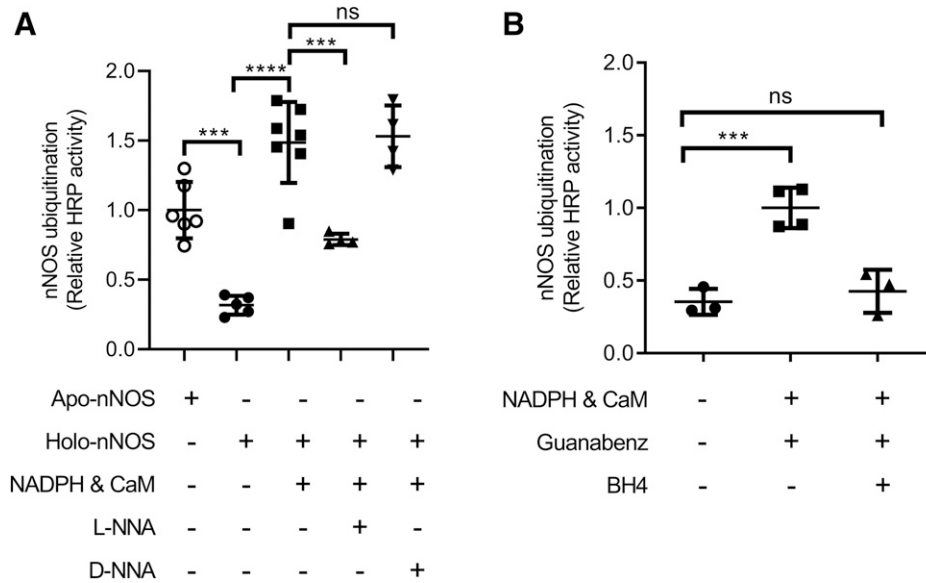 A
nNOS ubiquitination
(Relative HRP activity)
2.0
1.5
1.0
0.5
0.0
***
****
***
ns
Apo-nNOS + - - - -
Holo-nNOS - + + + +
NADPH & CaM - - + + +
L-NNA - - - + -
D-NNA - - - - +
B
nNOS ubiquitination
(Relative HRP activity)
2.0
1.5
1.0
0.5
0.0
***
ns
NADPH & CaM - + +
Guanabenz - + +
BH4 - - +